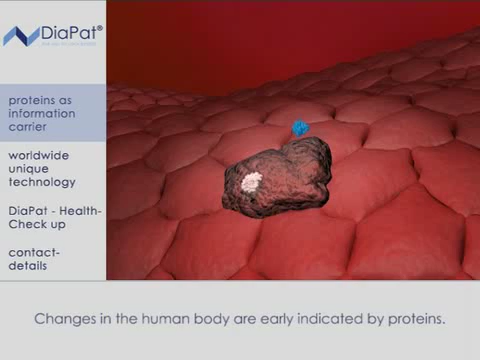 DiaPat®
proteins as
information
carrier
worldwide
unique
technology
DiaPat - Health-
Check up
contact-
details
Changes in the human body are early indicated by proteins.